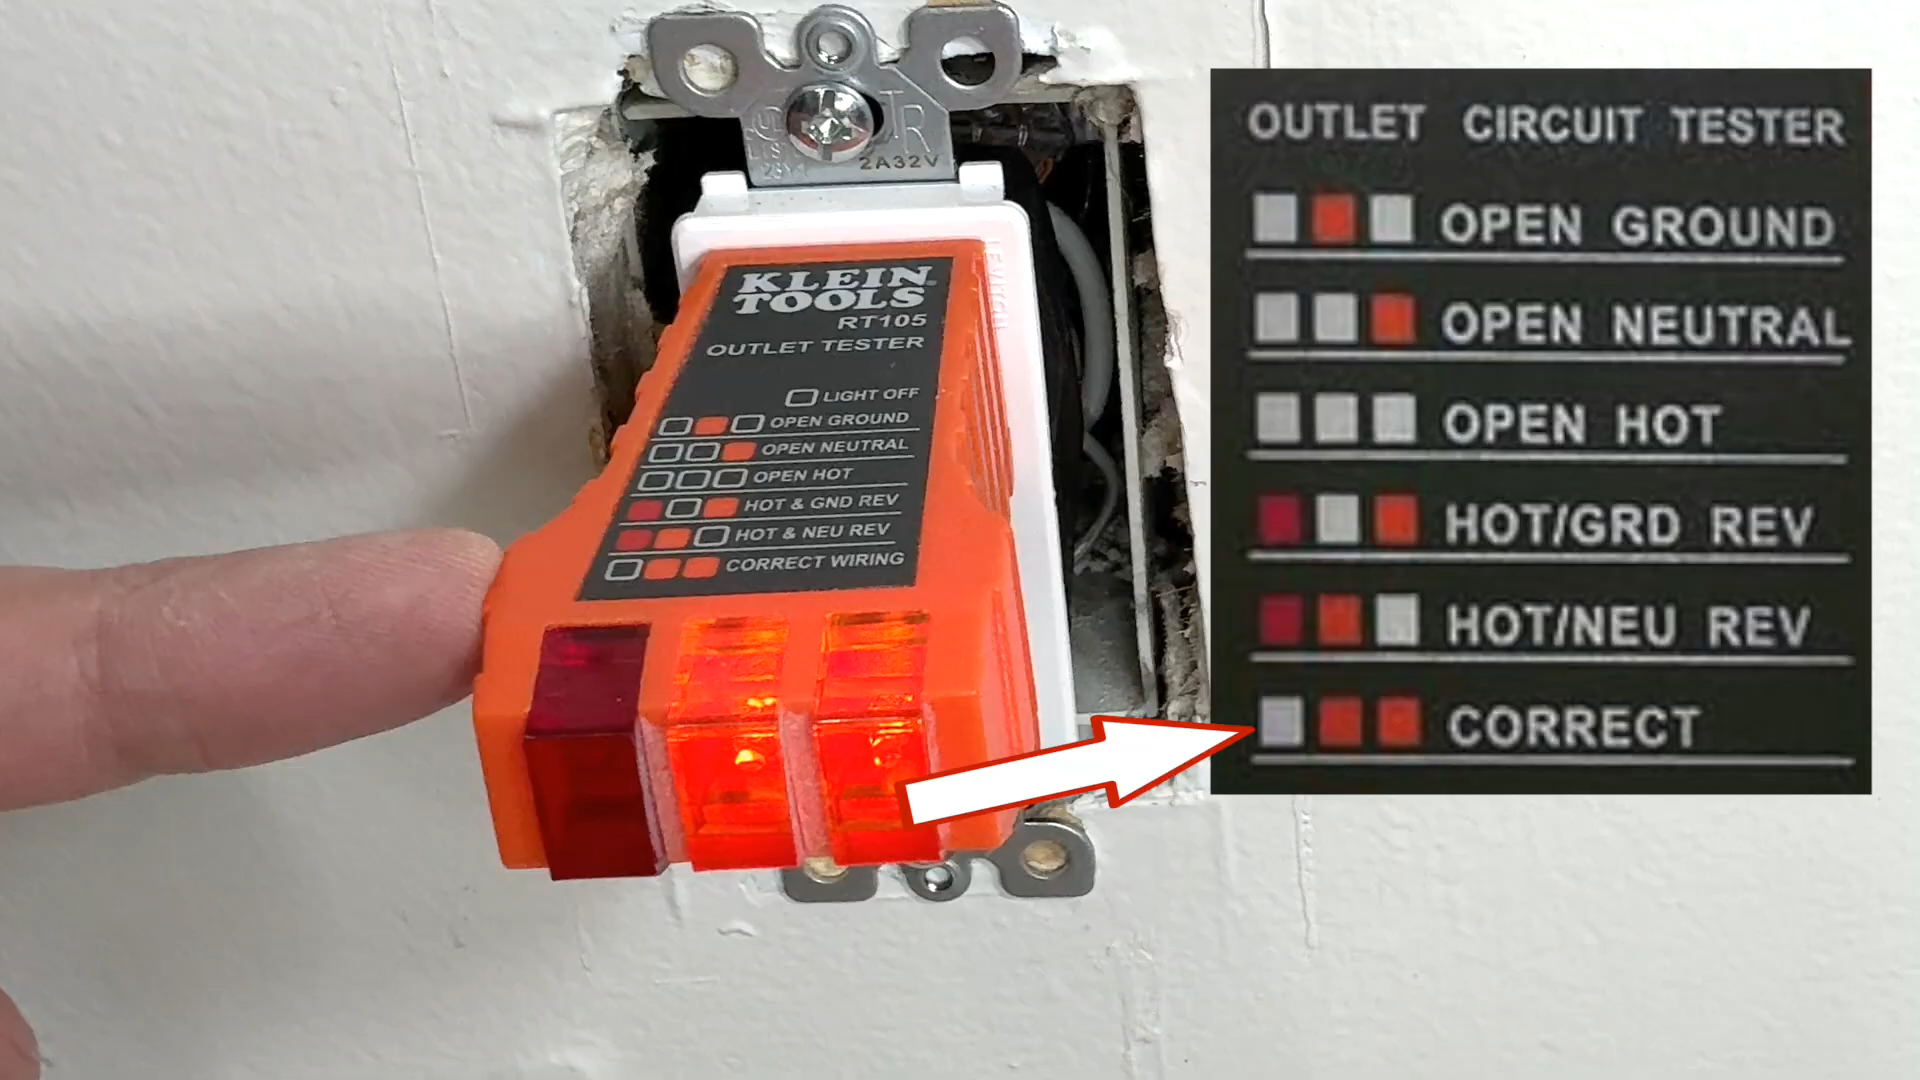 TR
2A32V
KLEIN
TOOLS
RT105
OUTLET TESTER
LIGHT OFF
OPEN GROUND
OPEN NEUTRAL
OPEN HOT
HOT & GND REV
HOT & NEU REV
CORRECT WIRING
OUTLET CIRCUIT TESTER
OPEN GROUND
OPEN NEUTRAL
OPEN HOT
HOT/GRD REV
HOT/NEU REV
CORRECT